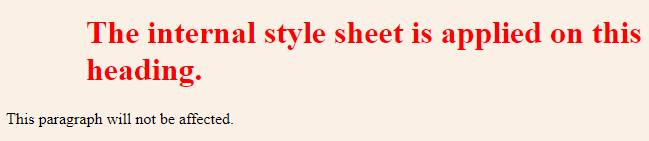 The internal style sheet is applied on this
heading.
This paragraph will not be affected.